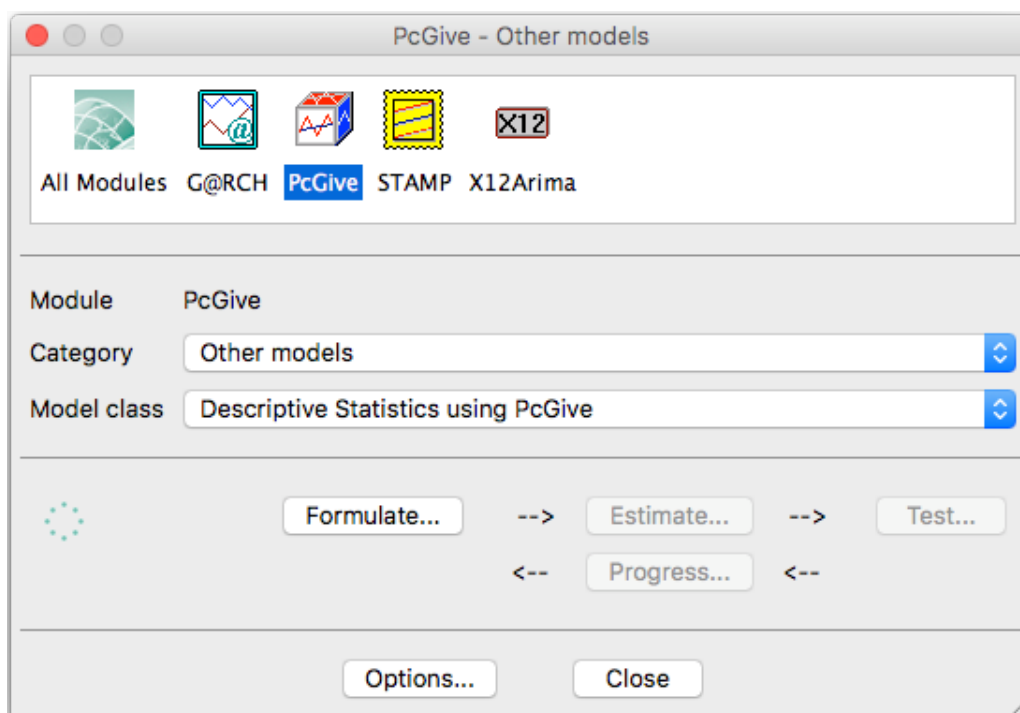 PcGive - Other models
@ X12
All Modules G@RCH PcGive STAMP X12Arima
Module PcGive
Category Other models
Model class Descriptive Statistics using PcGive
Formulate... --> Estimate... --> Test...
<-- Progress... <--
Options... Close